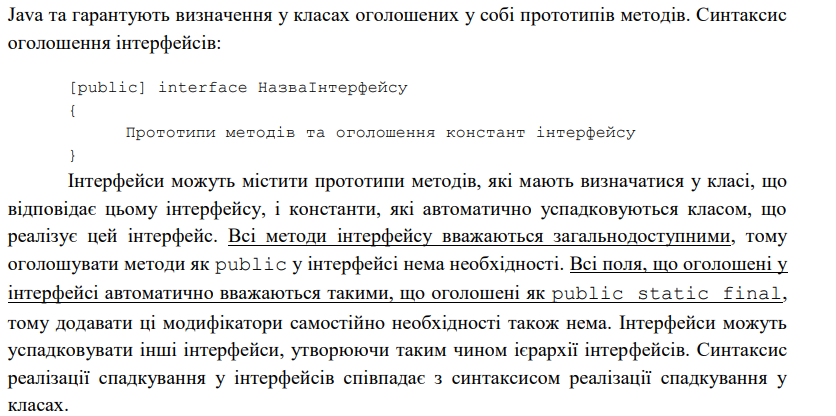 Java та гарантують визначення у класах оголошених у собі прототипів методів. Синтаксис
оголошення інтерфейсів:
[public] interface НазваІнтерфейсу
{
Прототипи методів та оголошення констант інтерфейсу
}
Інтерфейси можуть містити прототипи методів, які мають визначатися у класі, що
відповідає цьому інтерфейсу, і константи, які автоматично успадковуються класом, що
реалізує цей інтерфейс. Всі методи інтерфейсу вважаються загальнодоступними, тому
оголошувати методи як public у інтерфейсі нема необхідності. Всі поля, що оголошені у
інтерфейсі автоматично вважаються такими, що оголошені як public static final,
тому додавати ці модифікатори самостійно необхідності також нема. Інтерфейси можуть
успадковувати інші інтерфейси, утворюючи таким чином ієрархії інтерфейсів. Синтаксис
реалізації спадкування у інтерфейсів співпадає з синтаксисом реалізації спадкування у
класах.